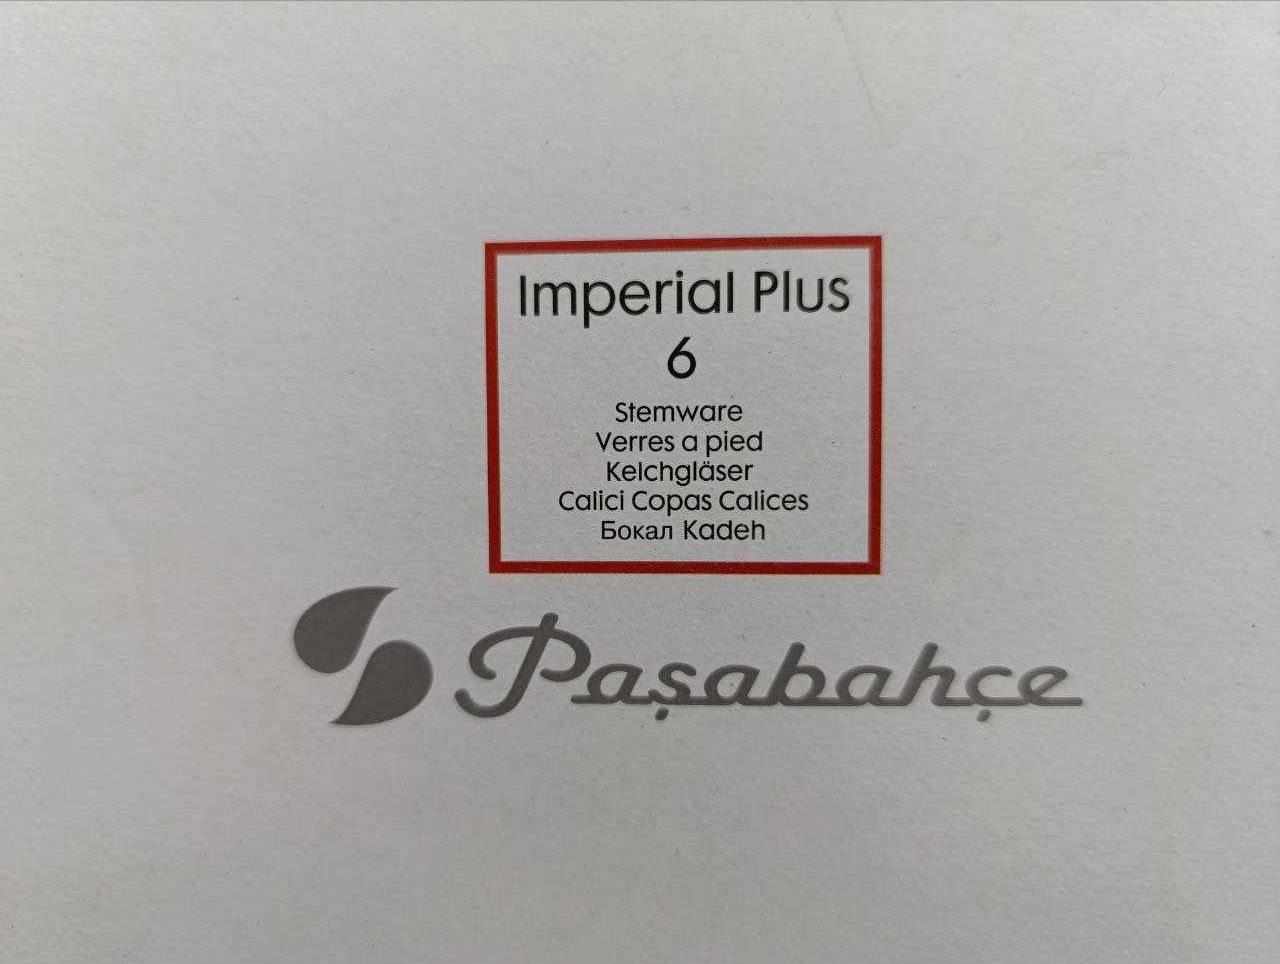 Imperial Plus
6
Stemware
Verres a pied
Kelchgläser
Calici Copas Calices
Бокал Kadeh
Paşabahçe